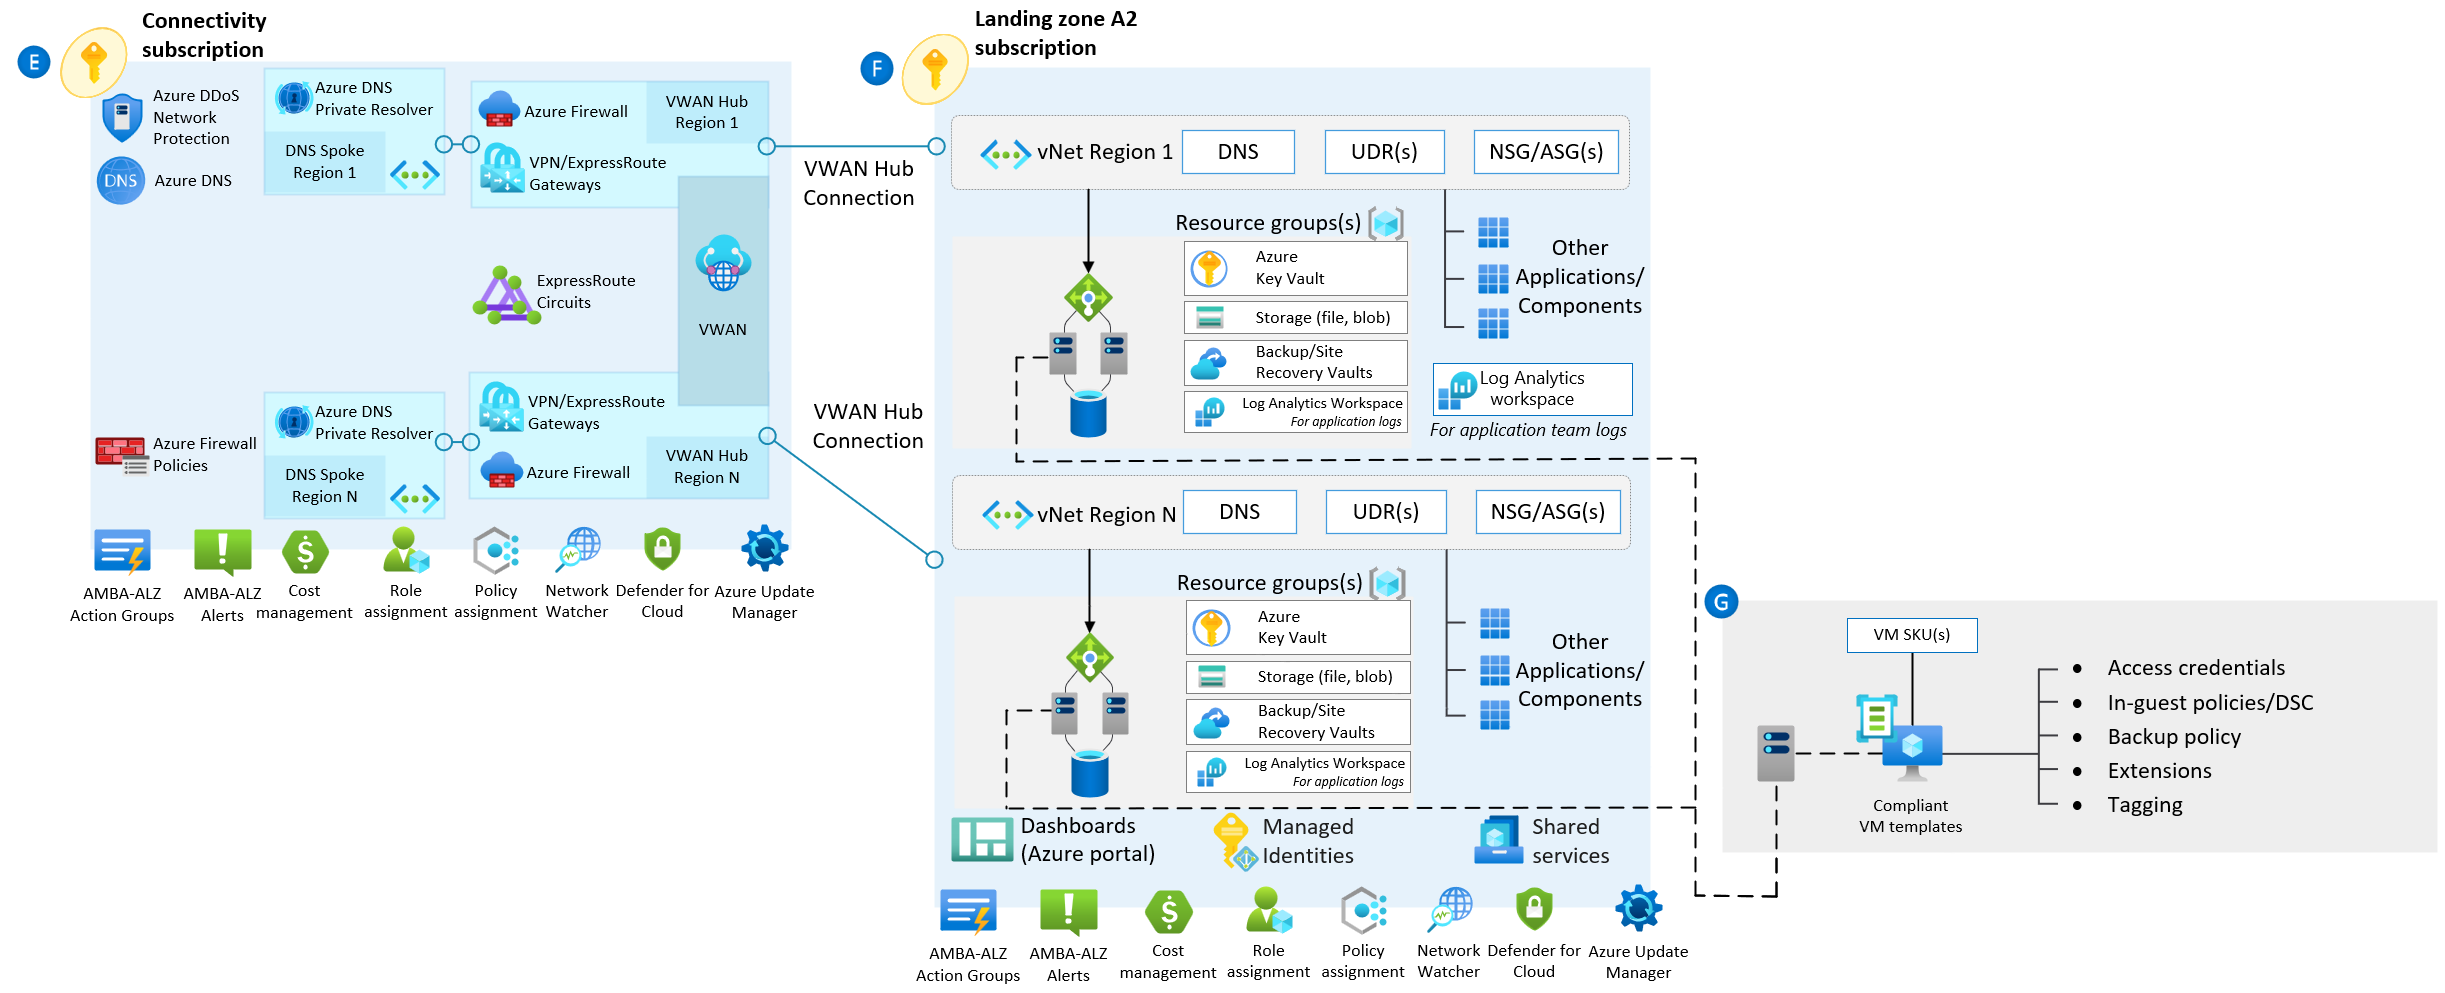 Connectivity
subscription
E
Azure DDoS
Network
Protection
DNS
Azure DNS
Azure DNS
Private Resolver
DNS Spoke
Region 1
Azure Firewall
VWAN Hub
Region 1
VPN/ExpressRoute
Gateways
ExpressRoute
Circuits
VWAN
Azure Firewall
Policies
Azure DNS
Private Resolver
DNS Spoke
Region N
VPN/ExpressRoute
Gateways
Azure Firewall
VWAN Hub
Region N
AMBA-ALZ
Action Groups
AMBA-ALZ
Alerts
Cost
management
Role
assignment
Policy
assignment
Network
Watcher
Defender for
Cloud
Azure Update
Manager
VWAN Hub
Connection
VWAN Hub
Connection
Landing zone A2
subscription
F
vNet Region 1
DNS
UDR(s)
NSG/ASG(s)
Resource groups(s)
Azure
Key Vault
Storage (file, blob)
Backup/Site
Recovery Vaults
Log Analytics Workspace
For application logs
Other
Applications/
Components
Log Analytics
workspace
For application team logs
vNet Region N
DNS
UDR(s)
NSG/ASG(s)
Resource groups(s)
Azure
Key Vault
Storage (file, blob)
Backup/Site
Recovery Vaults
Log Analytics Workspace
For application logs
Other
Applications/
Components
Dashboards
(Azure portal)
Managed
Identities
Shared
services
AMBA-ALZ
Action Groups
AMBA-ALZ
Alerts
Cost
management
Role
assignment
Policy
assignment
Network
Watcher
Defender for
Cloud
Azure Update
Manager
G
VM SKU(s)
Compliant
VM templates
• Access credentials
• In-guest policies/DSC
• Backup policy
• Extensions
• Tagging